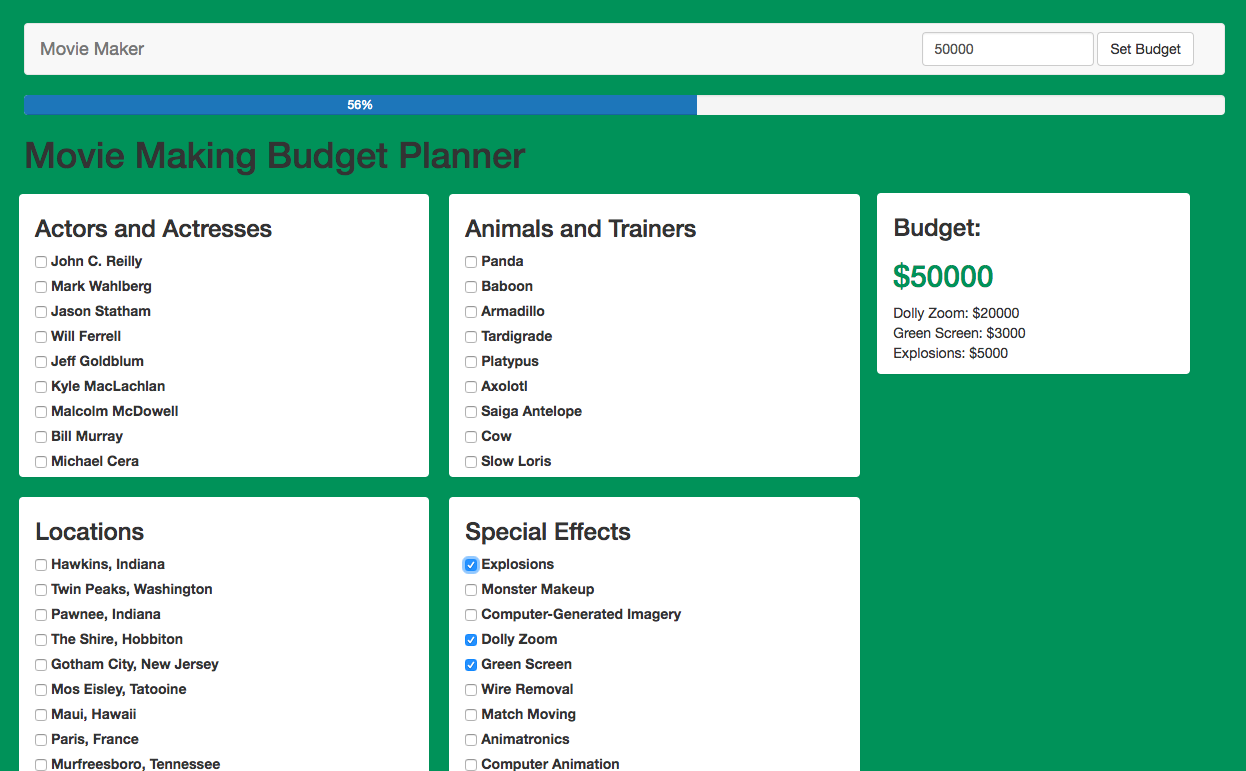 Movie Maker
50000
Set Budget
56%
Movie Making Budget Planner
Actors and Actresses
John C. Reilly
Mark Wahlberg
Jason Statham
Will Ferrell
Jeff Goldblum
Kyle MacLachlan
Malcolm McDowell
Bill Murray
Michael Cera
Animals and Trainers
Panda
Baboon
Armadillo
Tardigrade
Platypus
Axolotl
Saiga Antelope
Cow
Slow Loris
Budget:
$50000
Dolly Zoom: $20000
Green Screen: $3000
Explosions: $5000
Locations
Hawkins, Indiana
Twin Peaks, Washington
Pawnee, Indiana
The Shire, Hobbiton
Gotham City, New Jersey
Mos Eisley, Tatooine
Maui, Hawaii
Paris, France
Murfreesboro, Tennessee
Special Effects
Explosions
Monster Makeup
Computer-Generated Imagery
Dolly Zoom
Green Screen
Wire Removal
Match Moving
Animatronics
Computer Animation